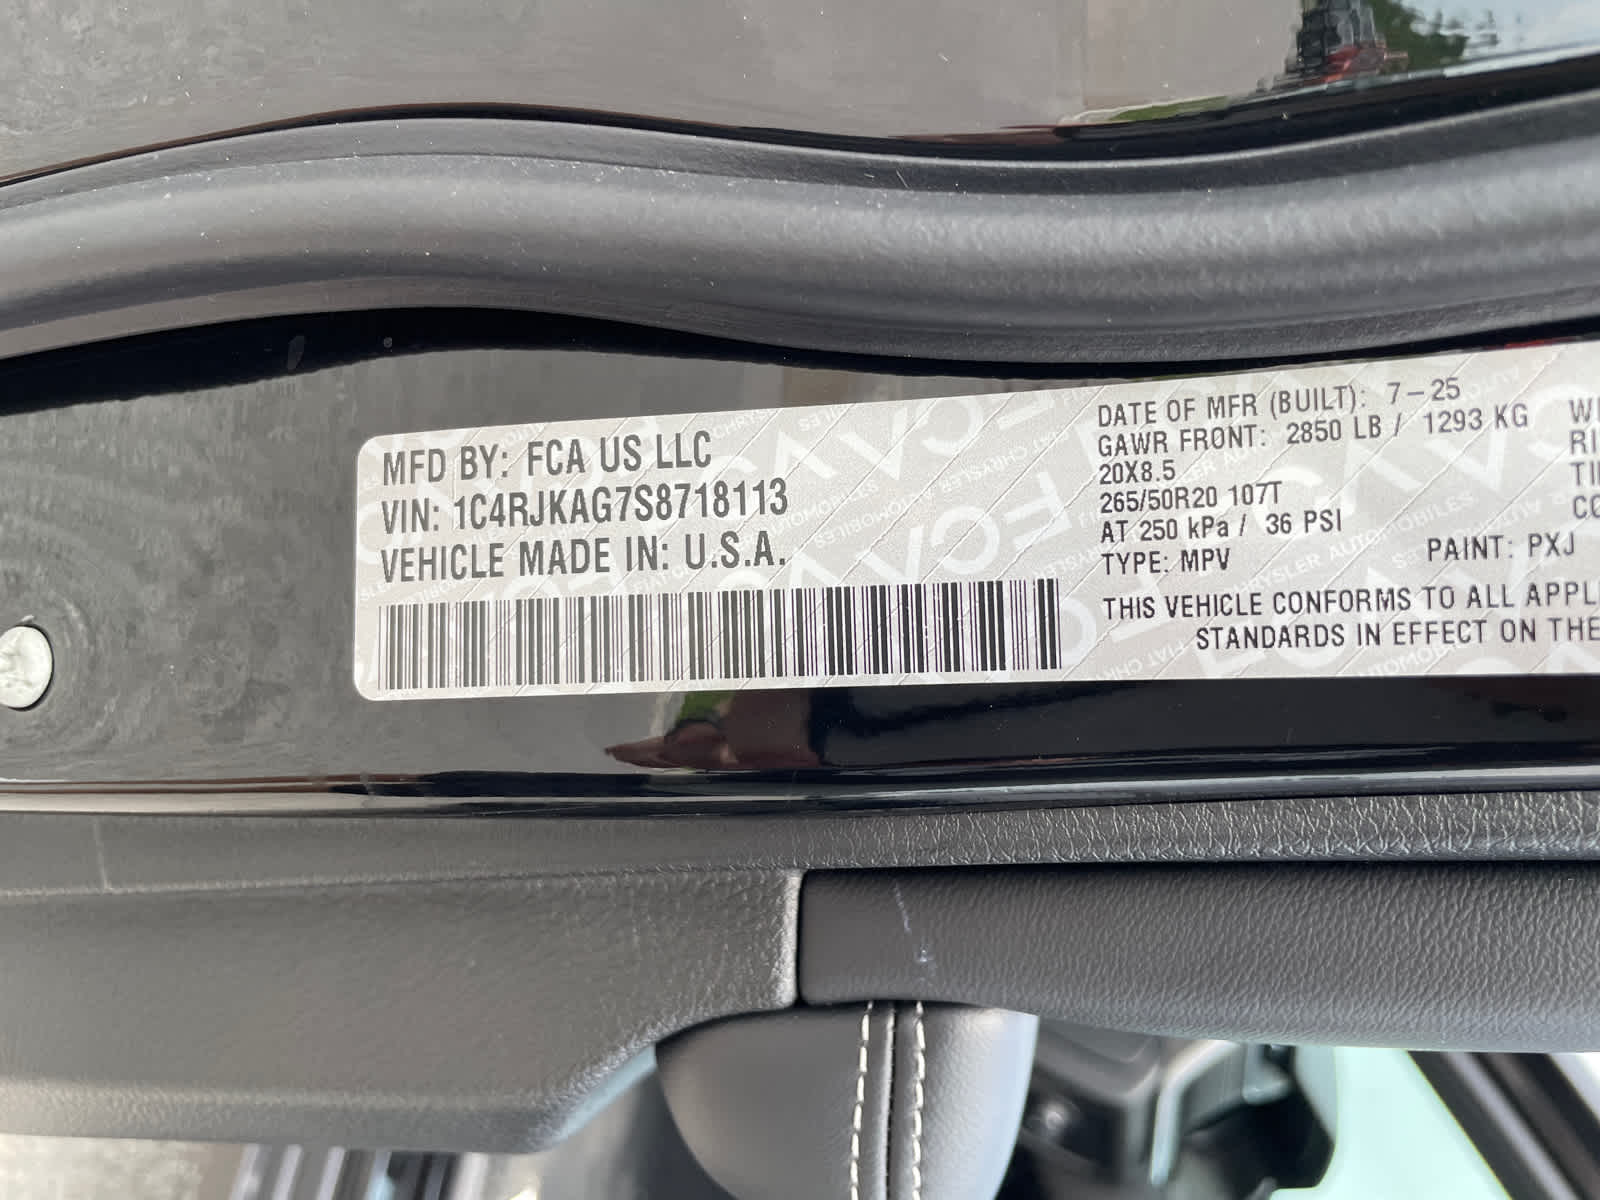 MFD BY: FCA US LLC
VIN: 1C4RJKAG7S8718113
VEHICLE MADE IN: U.S.A.
DATE OF MFR (BUILT): 7-25
GAWR FRONT: 2850 LB / 1293 KG
20X8.5
265/50R20 107T
AT 250 kPa / 36 PSI
TYPE: MPV
PAINT: PXJ
THIS VEHICLE CONFORMS TO ALL APPL
STANDARDS IN EFFECT ON THE